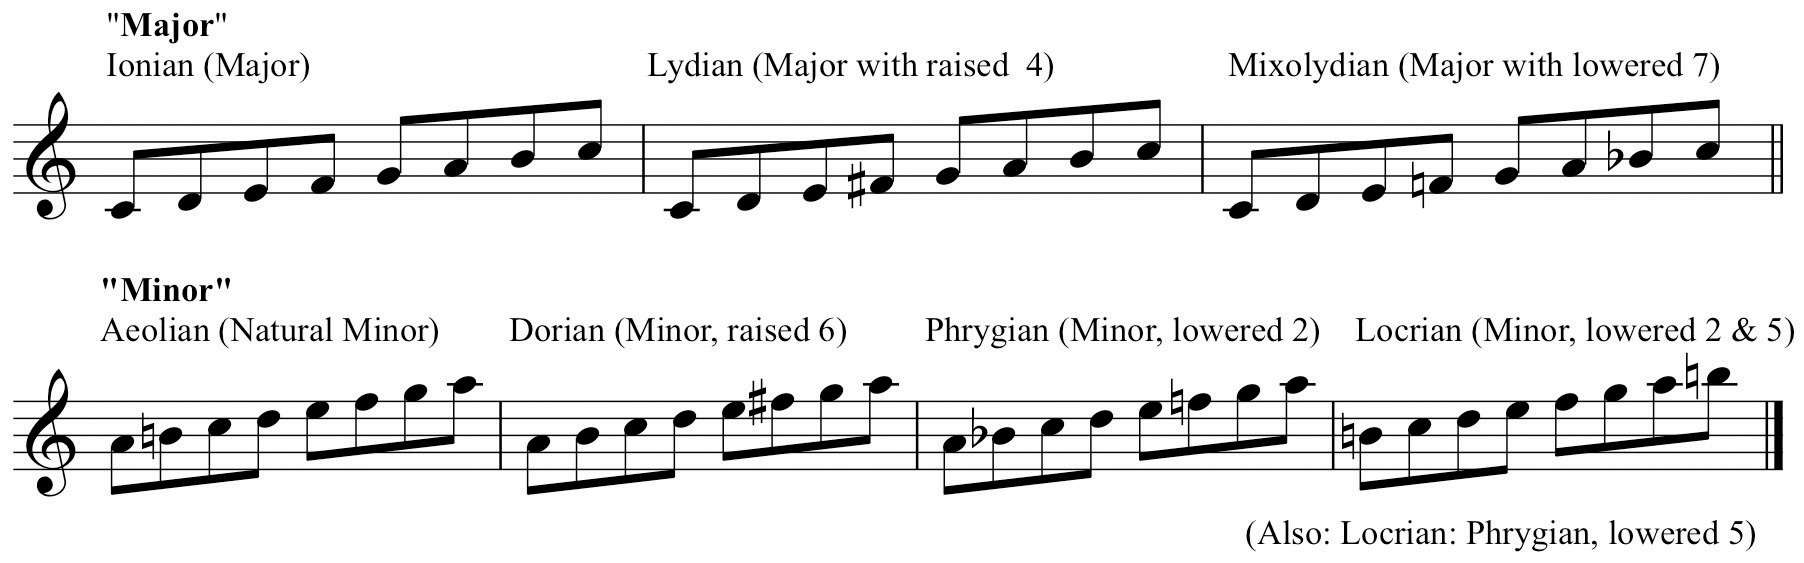 "Major"
Ionian (Major)
Lydian (Major with raised  4)
Mixolydian (Major with lowered 7)
"Minor"
Aeolian (Natural Minor)
Dorian (Minor, raised 6)
Phrygian (Minor, lowered 2)
Locrian (Minor, lowered 2 & 5)
(Also: Locrian: Phrygian, lowered 5)